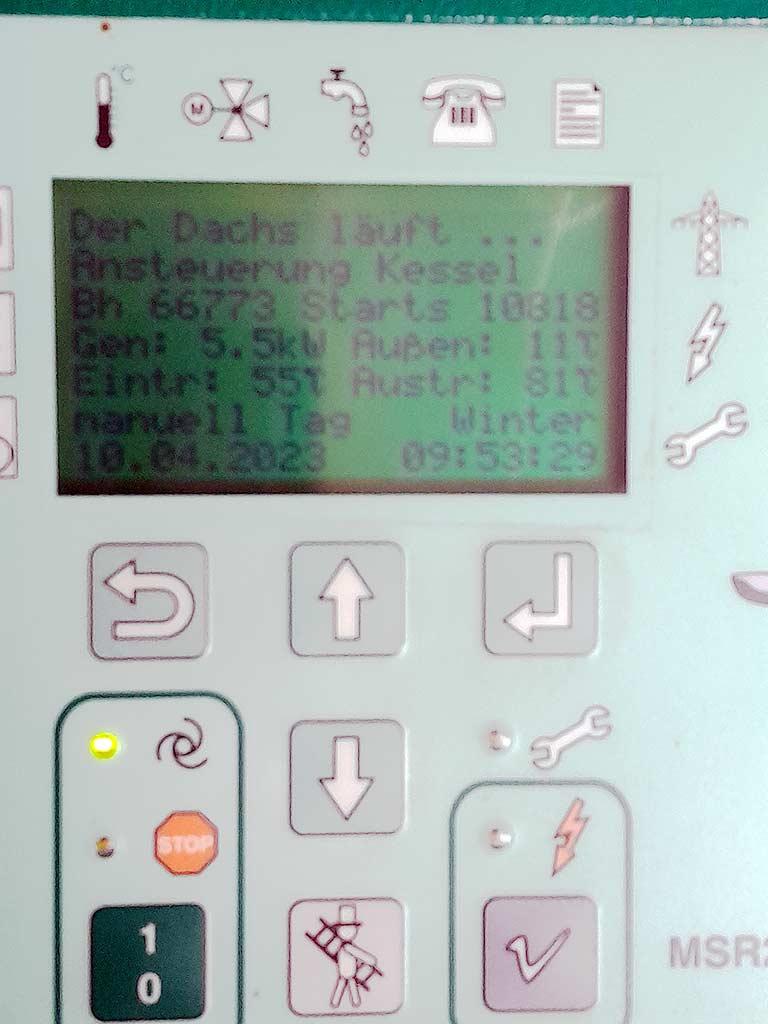 °C
M
Der Dachs läuft ...
Ansteuerung Kessel
Bh 66773 Starts 10818
Gen: 5.5kW Außen: 11℃
Eintr: 55℃ Austr: 81℃
manuell Tag Winter
10.04.2023 09:53:29
STOP
1
0
MSR2